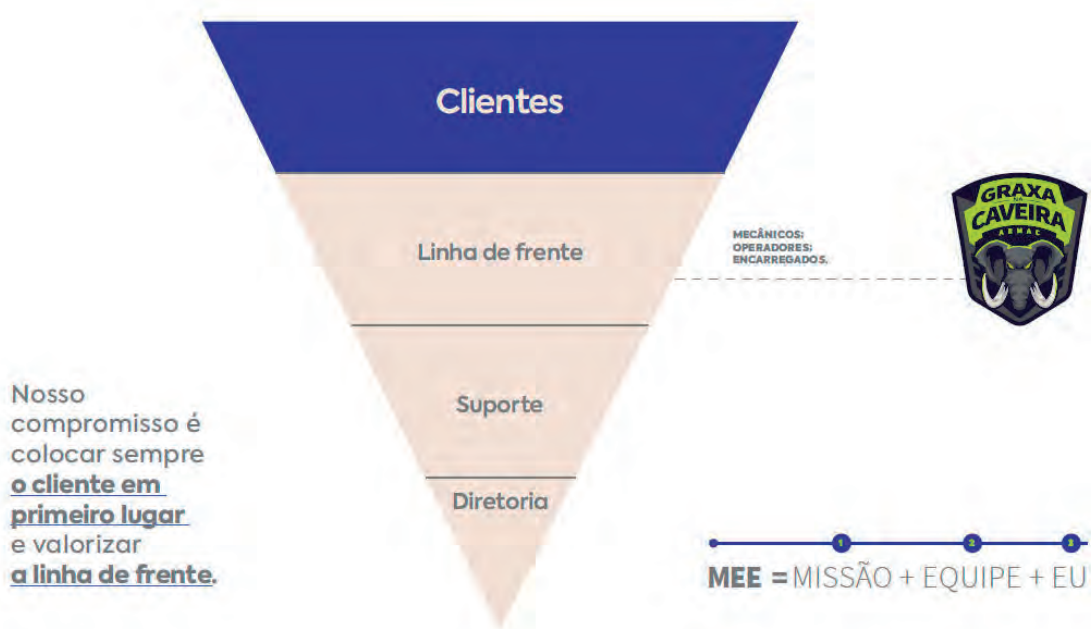 Clientes
Linha de frente
MECÂNICOS:
OPERADORES:
ENCARREGADOS.
GRAXA
NA
CAVEIRA
ARMAC
Suporte
Diretoria
Nosso
compromisso é
colocar sempre
o cliente em
primeiro lugar
e valorizar
a linha de frente.
1 2 3
MEE = MISSÃO + EQUIPE + EU